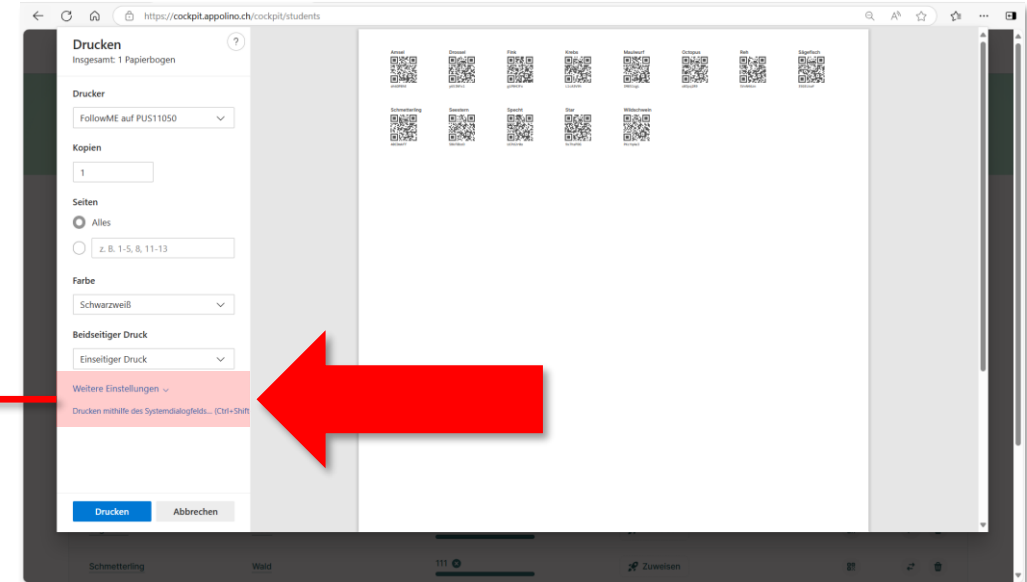 https://cockpit.appolino.ch/cockpit/students
Drucken
?
Insgesamt: 1 Papierbogen
Drucker
FollowME auf PUS11050
Kopien
1
Seiten
Alles
z. B. 1-5, 8, 11-13
Farbe
Schwarzweiß
Beidseitiger Druck
Einseitiger Druck
Weitere Einstellungen
Drucken mithilfe des Systemdialogfelds... (Ctrl+Shift
Drucken Abbrechen
Amsel Drossel Fink Krebs Maulwurf Octopus Reh Sägefisch
Schmetterling Seestern Specht Star Wildschwein
Schmetterling Wald 111 Zuweisen